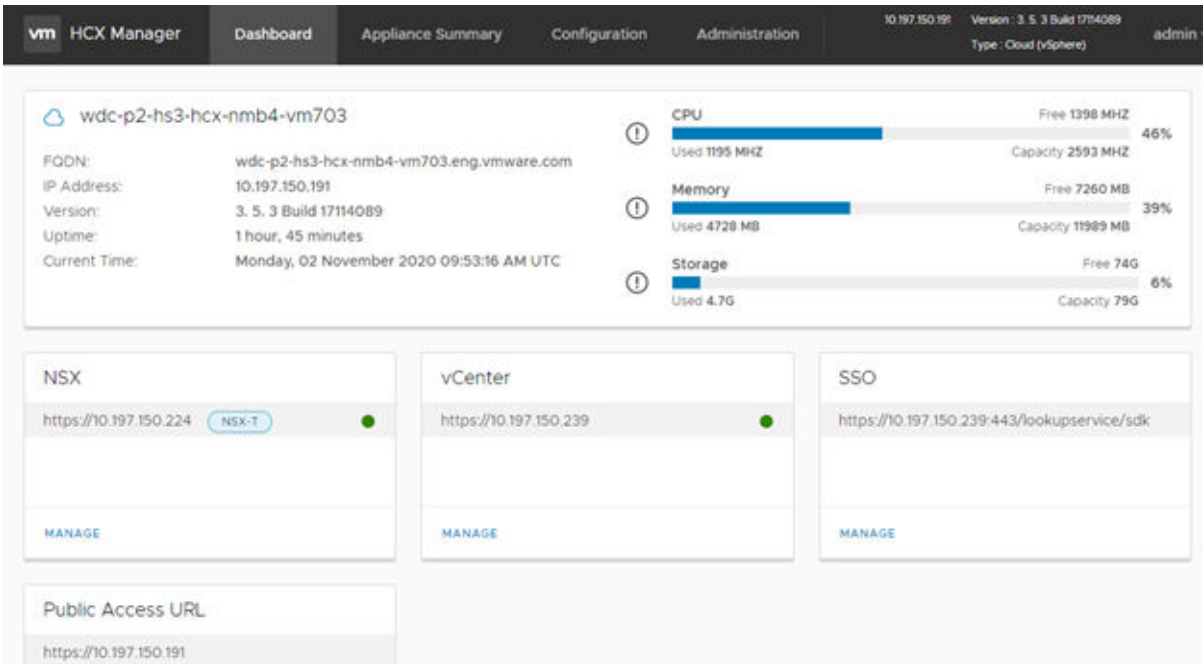 vm HCX Manager Dashboard Appliance Summary Configuration Administration 10.197.150.191 Version : 3. 5. 3 Build 17114089 admin
Type : Cloud (vSphere)
wdc-p2-hs3-hcx-nmb4-vm703
FQDN: wdc-p2-hs3-hcx-nmb4-vm703.eng.vmware.com
IP Address: 10.197.150.191
Version: 3. 5. 3 Build 17114089
Uptime: 1 hour, 45 minutes
Current Time: Monday, 02 November 2020 09:53:16 AM UTC
CPU Free 1398 MHZ
46%
Used 1195 MHZ Capacity 2593 MHZ
Memory Free 7260 MB
39%
Used 4728 MB Capacity 11989 MB
Storage Free 74G
6%
Used 4.7G Capacity 79G
NSX
https://10.197.150.224 NSX-T
MANAGE
vCenter
https://10.197.150.239
MANAGE
SSO
https://10.197.150.239:443/lookupservice/sdk
MANAGE
Public Access URL
https://10.197.150.191